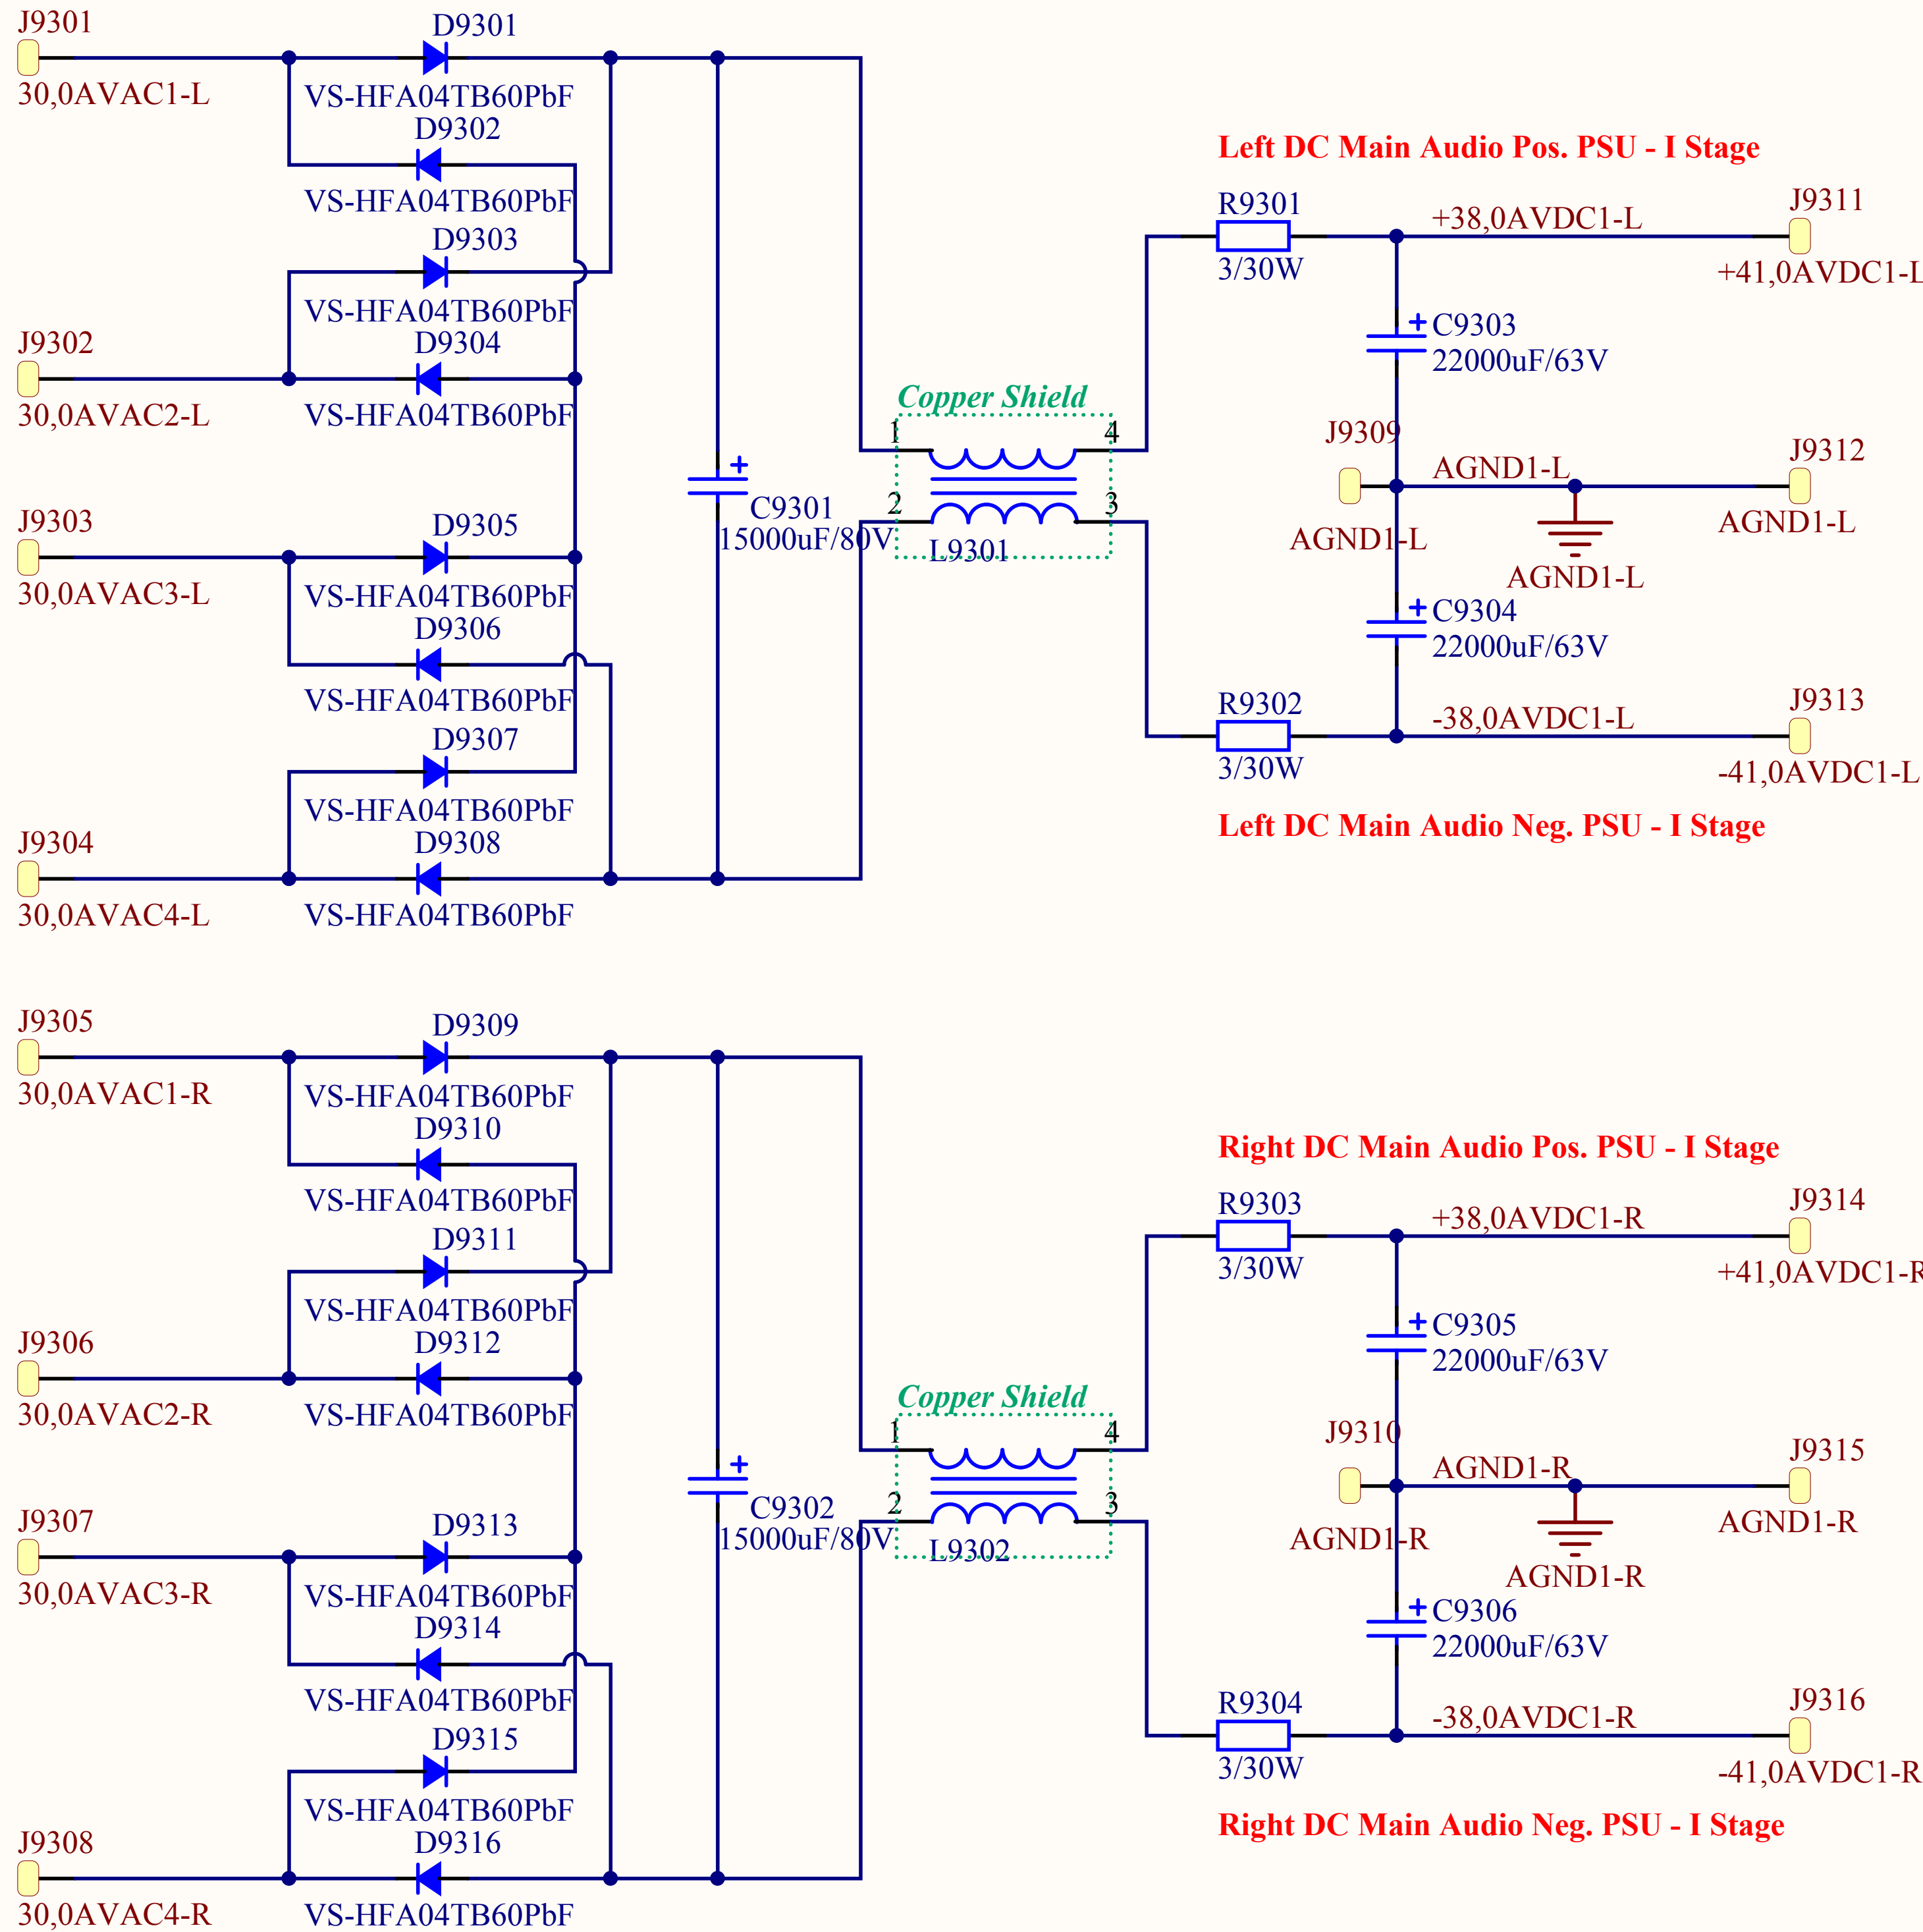 J9301
30,0AVAC1-L
D9301
VS-HFA04TB60PbF
D9302
VS-HFA04TB60PbF
D9303
VS-HFA04TB60PbF
J9302
30,0AVAC2-L
D9304
VS-HFA04TB60PbF
J9303
30,0AVAC3-L
D9305
VS-HFA04TB60PbF
D9306
VS-HFA04TB60PbF
D9307
VS-HFA04TB60PbF
J9304
30,0AVAC4-L
D9308
VS-HFA04TB60PbF
+
C9301
15000uF/80V
Copper Shield
1
4
2
3
L9301
Left DC Main Audio Pos. PSU - I Stage
R9301
3/30W
+38,0AVDC1-L
J9311
+41,0AVDC1-L
+
C9303
22000uF/63V
J9309
AGND1-L
AGND1-L
AGND1-L
J9312
AGND1-L
+
C9304
22000uF/63V
R9302
3/30W
-38,0AVDC1-L
J9313
-41,0AVDC1-L
Left DC Main Audio Neg. PSU - I Stage
J9305
30,0AVAC1-R
D9309
VS-HFA04TB60PbF
D9310
VS-HFA04TB60PbF
D9311
VS-HFA04TB60PbF
J9306
30,0AVAC2-R
D9312
VS-HFA04TB60PbF
J9307
30,0AVAC3-R
D9313
VS-HFA04TB60PbF
D9314
VS-HFA04TB60PbF
D9315
VS-HFA04TB60PbF
J9308
30,0AVAC4-R
D9316
VS-HFA04TB60PbF
+
C9302
15000uF/80V
Copper Shield
1
4
2
3
L9302
Right DC Main Audio Pos. PSU - I Stage
R9303
3/30W
+38,0AVDC1-R
J9314
+41,0AVDC1-R
+
C9305
22000uF/63V
J9310
AGND1-R
AGND1-R
AGND1-R
J9315
AGND1-R
+
C9306
22000uF/63V
R9304
3/30W
-38,0AVDC1-R
J9316
-41,0AVDC1-R
Right DC Main Audio Neg. PSU - I Stage